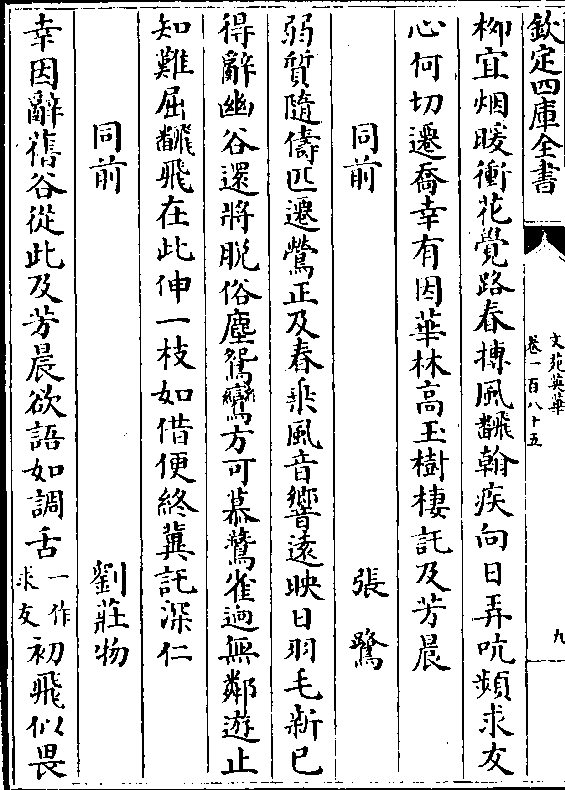 欽定四庫全書
文苑英華
卷一百八十五
九
柳宜烟暖衝花覺路春摶風翻翰疾向日弄吭頻求友
心何切遷喬幸有因華林高玉樹棲託及芳晨
同前
張鷺
弱質隨儔匹遷鶯正及春乘風音響遠映日羽毛新已
得辭幽谷還將脱俗塵鴛鸞方可慕鷰雀逈無鄰遊止
知難屈翻飛在此伸一枝如借便終冀託深仁
同前
劉莊物
幸因辭舊谷從此及芳晨欲語如調舌一作求友初飛似畏